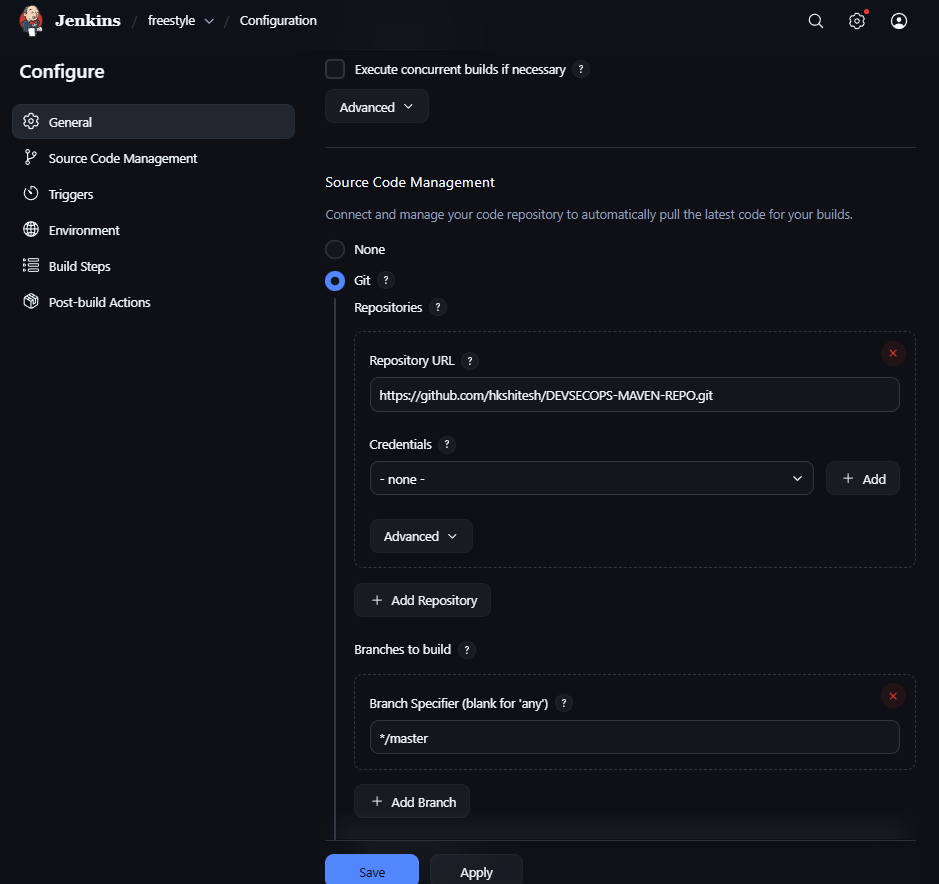 Jenkins / freestyle / Configuration
Configure
General
Source Code Management
Triggers
Environment
Build Steps
Post-build Actions
Execute concurrent builds if necessary ?
Advanced
Source Code Management
Connect and manage your code repository to automatically pull the latest code for your builds.
None
Git ?
Repositories ?
Repository URL ?
https://github.com/hkshitesh/DEVSECOPS-MAVEN-REPO.git
Credentials ?
- none -
+ Add
Advanced
+ Add Repository
Branches to build ?
Branch Specifier (blank for 'any') ?
*/master
+ Add Branch
Save
Apply